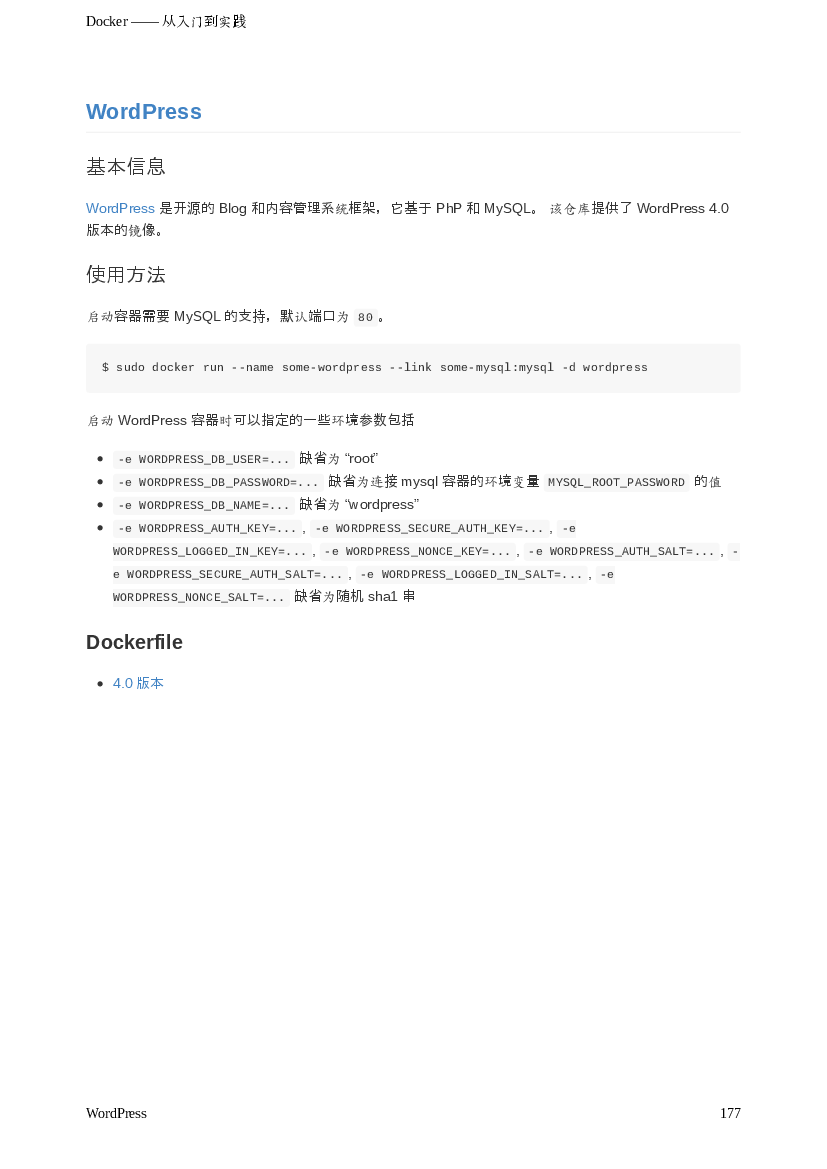 Docker —— 从入门到实践
WordPress
基本信息
WordPress 是开源的 Blog 和内容管理系统框架，它基于 PhP 和 MySQL。 该仓库提供了 WordPress 4.0
版本的镜像。
使用方法
启动容器需要 MySQL 的支持，默认端口为 80 。
$ sudo docker run --name some-wordpress --link some-mysql:mysql -d wordpress
启动 WordPress 容器时可以指定的一些环境参数包括
• -e WORDPRESS_DB_USER=... 缺省为 “root”
• -e WORDPRESS_DB_PASSWORD=... 缺省为连接 mysql 容器的环境变量 MYSQL_ROOT_PASSWORD 的值
• -e WORDPRESS_DB_NAME=... 缺省为 “wordpress”
• -e WORDPRESS_AUTH_KEY=... , -e WORDPRESS_SECURE_AUTH_KEY=... , -e
WORDPRESS_LOGGED_IN_KEY=... , -e WORDPRESS_NONCE_KEY=... , -e WORDPRESS_AUTH_SALT=... , -
e WORDPRESS_SECURE_AUTH_SALT=... , -e WORDPRESS_LOGGED_IN_SALT=... , -e
WORDPRESS_NONCE_SALT=... 缺省为随机 sha1 串
Dockerfile
• 4.0 版本
WordPress 177